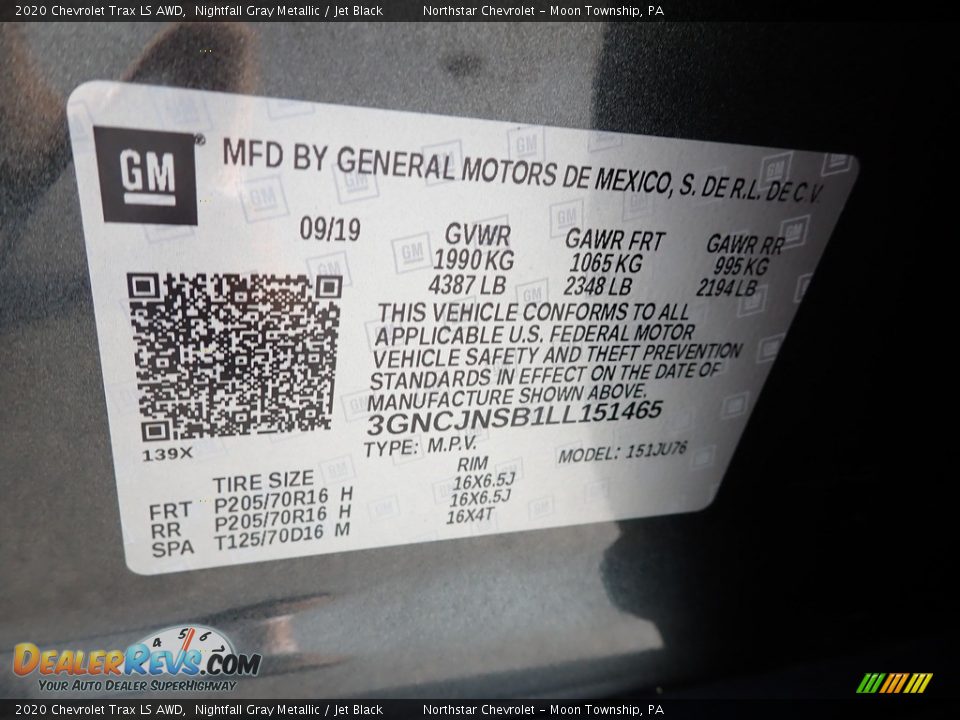 2020 Chevrolet Trax LS AWD, Nightfall Gray Metallic / Jet Black Northstar Chevrolet - Moon Township, PA
GM® MFD BY GENERAL MOTORS DE MEXICO, S. DE R.L. DE C.V.
09/19 GVWR GAWR FRT GAWR RR
1990 KG 1065 KG 995 KG
4387 LB 2348 LB 2194 LB
THIS VEHICLE CONFORMS TO ALL
APPLICABLE U.S. FEDERAL MOTOR
VEHICLE SAFETY AND THEFT PREVENTION
STANDARDS IN EFFECT ON THE DATE OF
MANUFACTURE SHOWN ABOVE.
3GNCJNSB1LL151465
139X TYPE: M.P.V. MODEL: 151JU76
TIRE SIZE RIM
FRT P205/70R16 H 16X6.5J
RR P205/70R16 H 16X6.5J
SPA T125/70D16 M 16X4T
4 5 6
DEALERREVS.COM
YOUR AUTO DEALER SUPERHIGHWAY
2020 Chevrolet Trax LS AWD, Nightfall Gray Metallic / Jet Black Northstar Chevrolet - Moon Township, PA